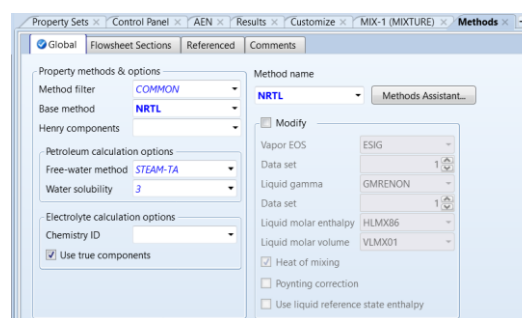 Property Sets × Control Panel × AEN × Results × Customize × MIX-1 (MIXTURE) × Methods ×
Global Flowsheet Sections Referenced Comments
Property methods & options
Method filter COMMON
Base method NRTL
Henry components
Petroleum calculation options
Free-water method STEAM-TA
Water solubility 3
Electrolyte calculation options
Chemistry ID
Use true components
Method name
NRTL Methods Assistant...
Modify
Vapor EOS ESIG
Data set 1
Liquid gamma GMRENON
Data set 1
Liquid molar enthalpy HLMX86
Liquid molar volume VLMX01
Heat of mixing
Poynting correction
Use liquid reference state enthalpy